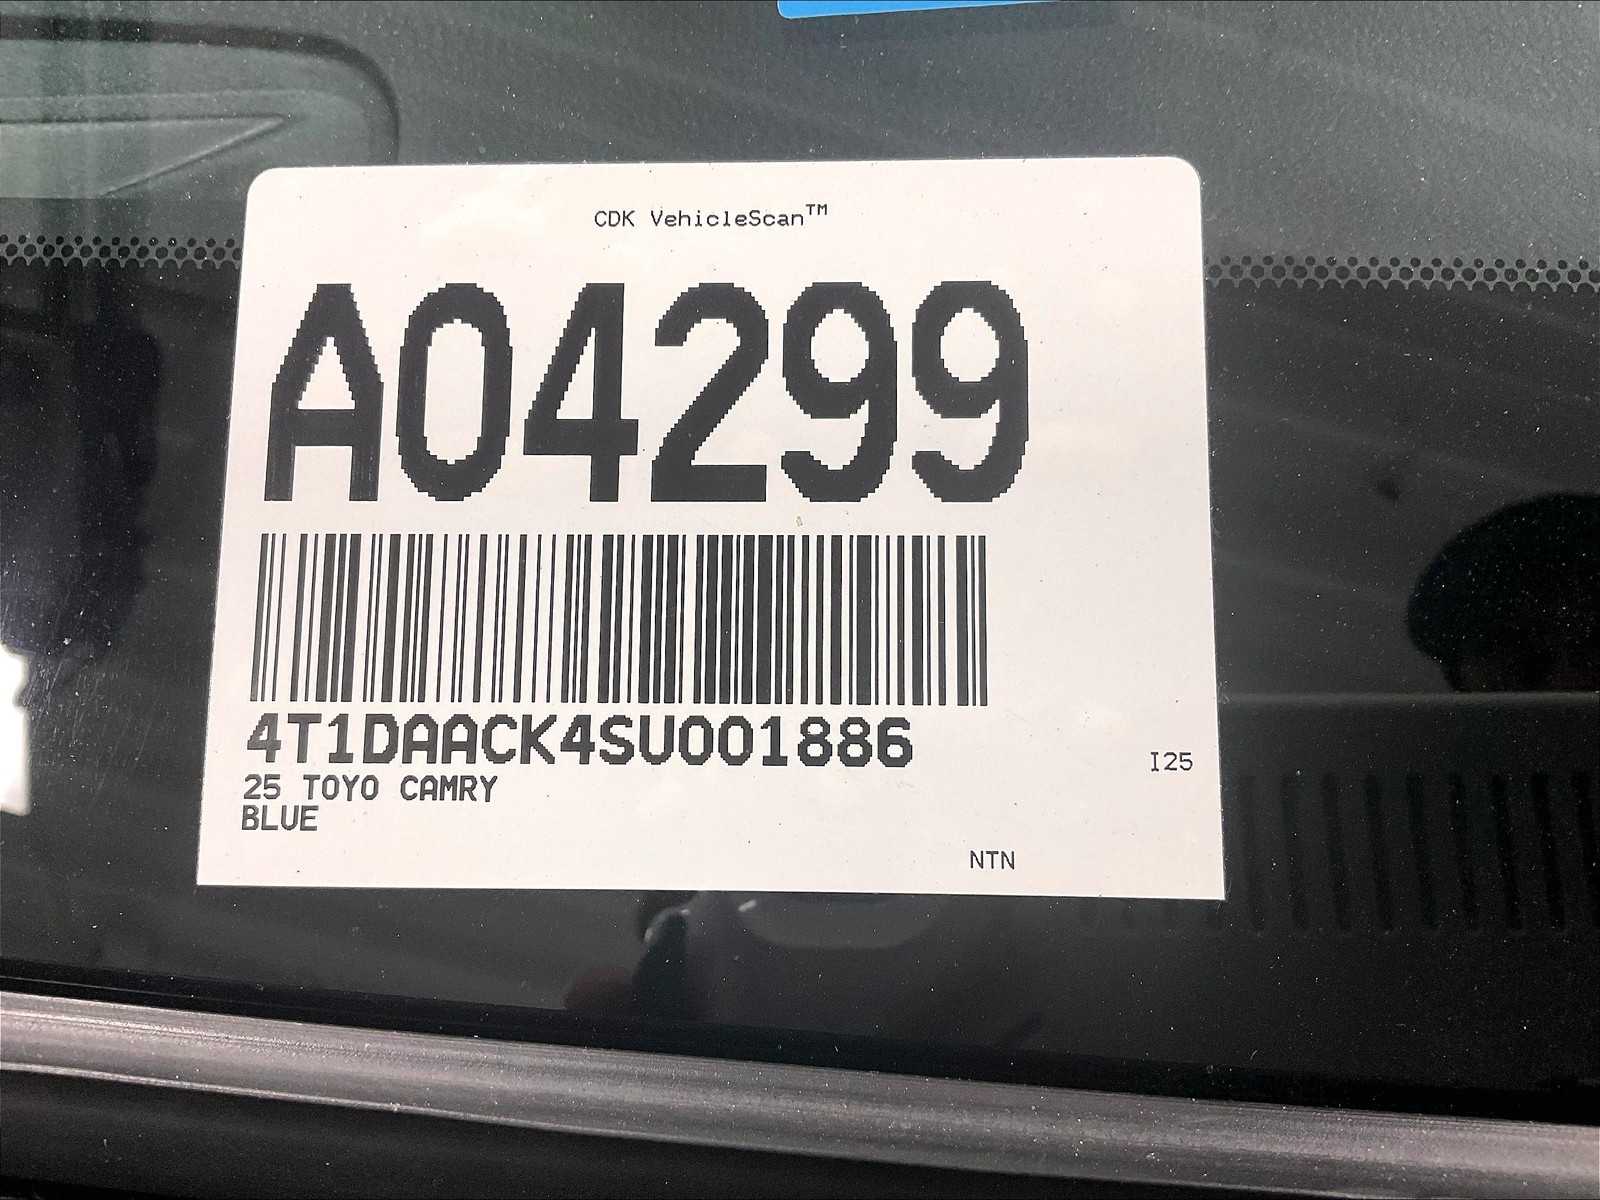 CDK VehicleScan™
A04299
4T1DAACK4SU001886
25 TOYO CAMRY
I25
BLUE
NTN